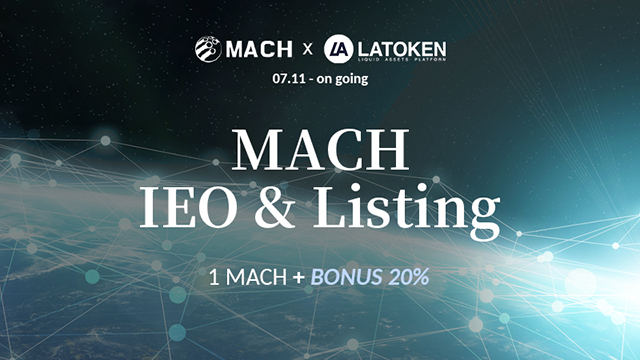 MACH X LATOKEN
LIQUID ASSETS PLATFORM
07.11 - on going
MACH
IEO & Listing
1 MACH + BONUS 20%